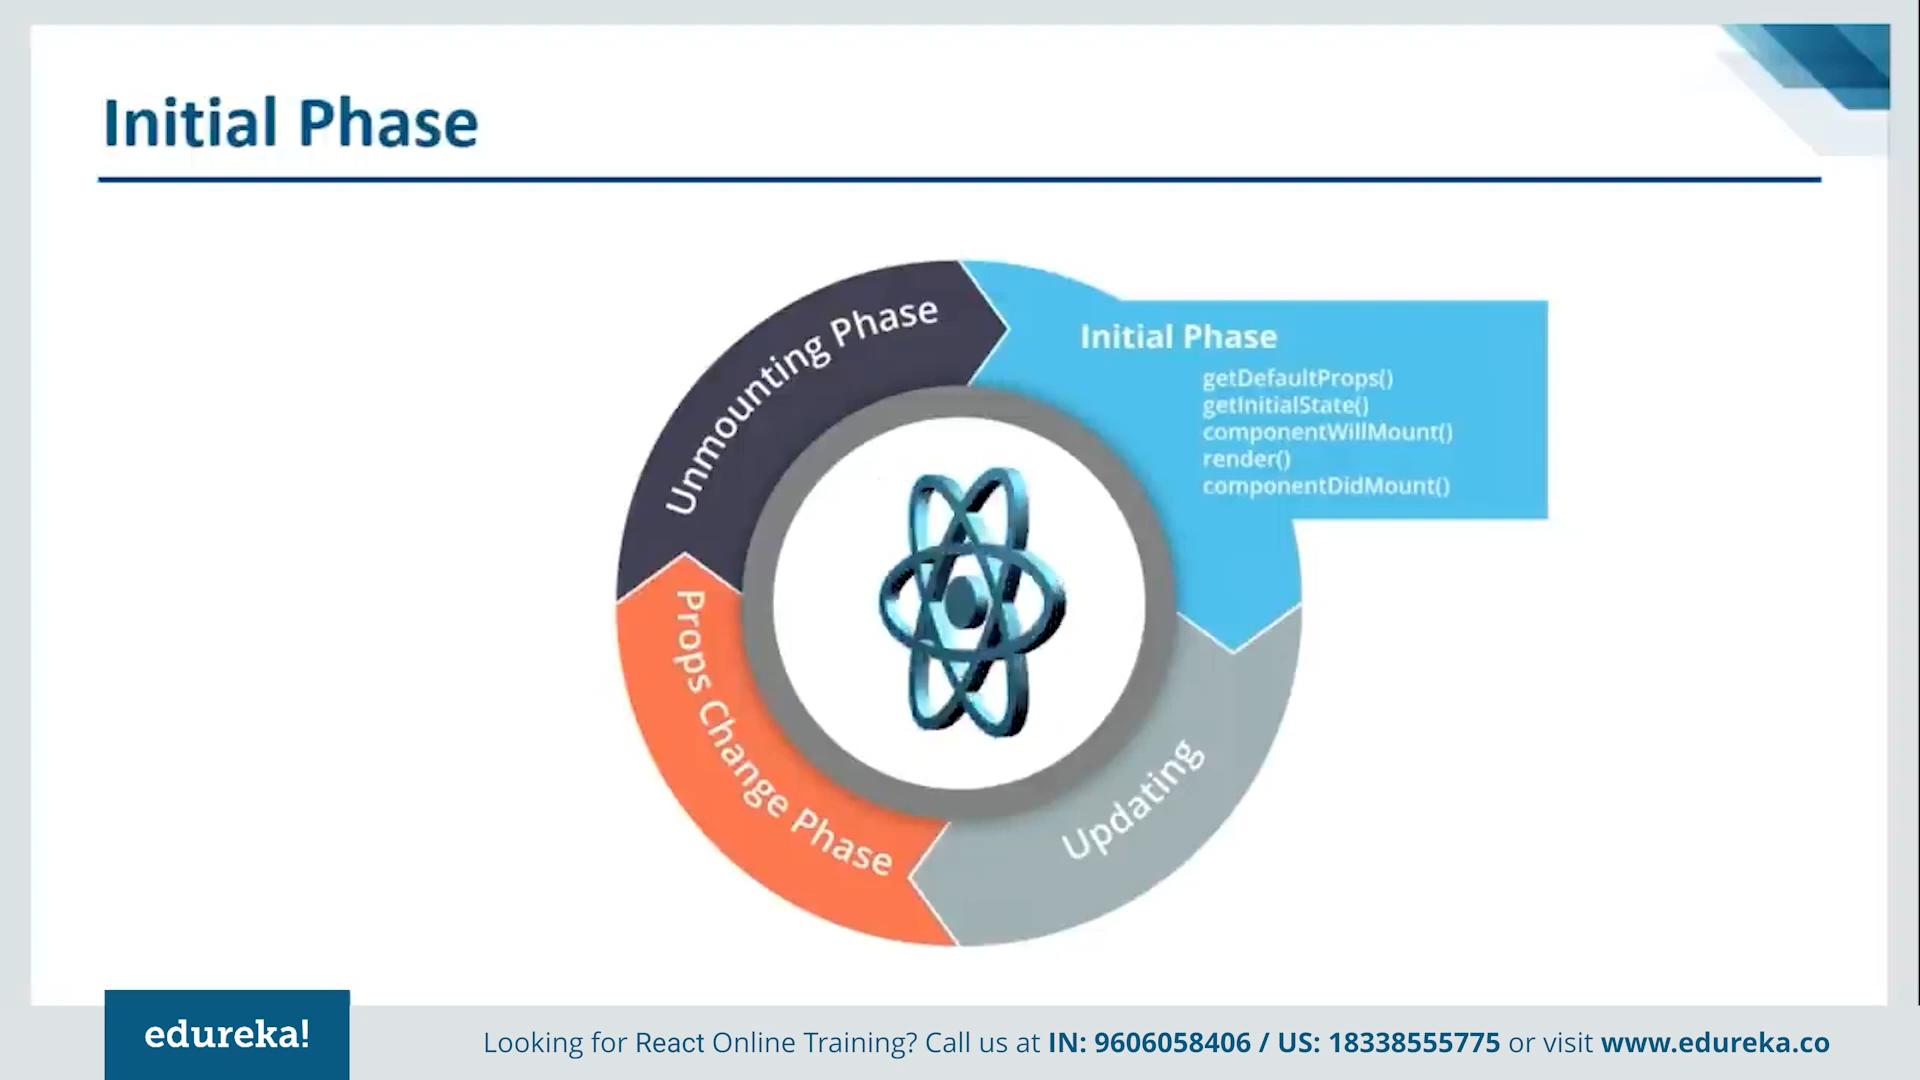 Initial Phase
Unmounting Phase
Initial Phase
getDefaultProps()
getInitialState()
componentWillMount()
render()
componentDidMount()
Props Change Phase
Updating
edureka!
Looking for React Online Training? Call us at IN: 9606058406 / US: 18338555775 or visit www.edureka.co